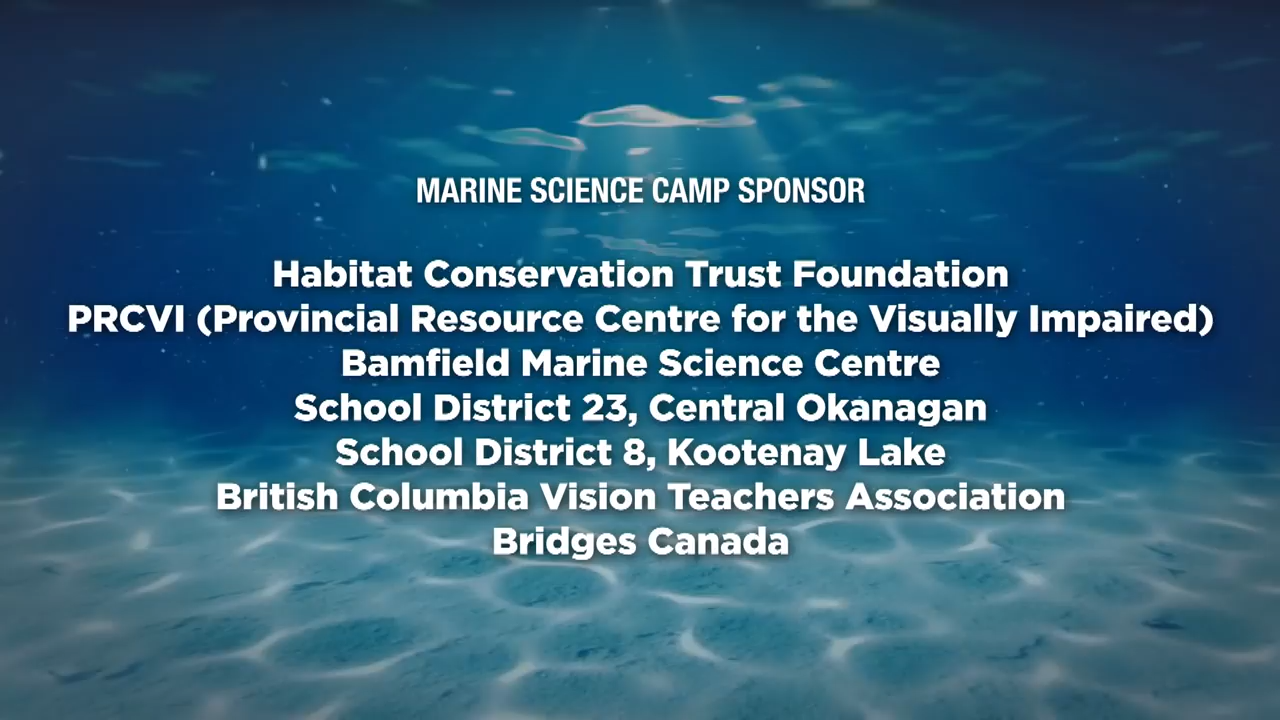 MARINE SCIENCE CAMP SPONSOR
Habitat Conservation Trust Foundation
PRCVI (Provincial Resource Centre for the Visually Impaired)
Bamfield Marine Science Centre
School District 23, Central Okanagan
School District 8, Kootenay Lake
British Columbia Vision Teachers Association
Bridges Canada